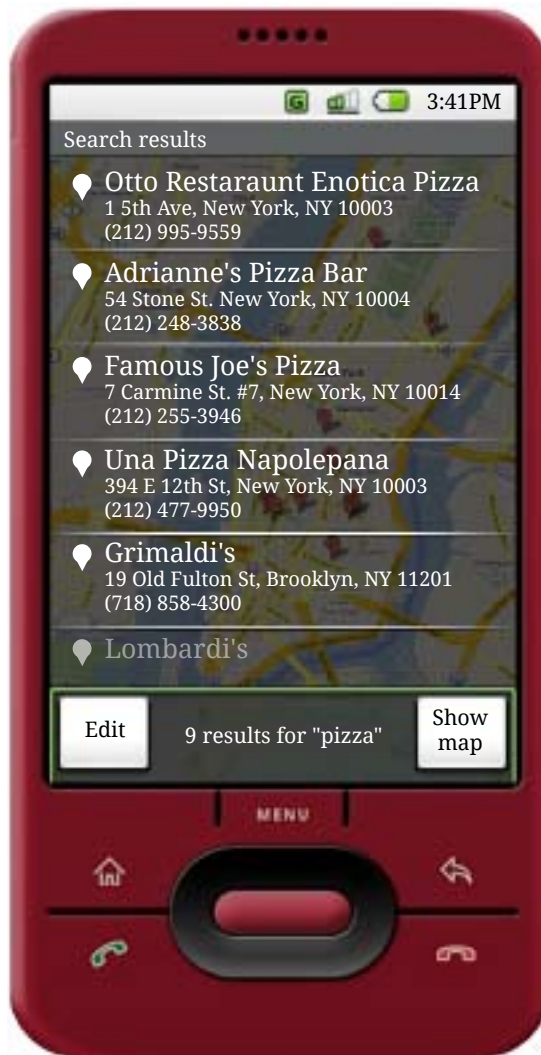 G
3:41PM
Search results
Otto Restaraunt Enotica Pizza
1 5th Ave, New York, NY 10003
(212) 995-9559
Adrianne's Pizza Bar
54 Stone St. New York, NY 10004
(212) 248-3838
Famous Joe's Pizza
7 Carmine St. #7, New York, NY 10014
(212) 255-3946
Una Pizza Napolepana
394 E 12th St, New York, NY 10003
(212) 477-9950
Grimaldi's
19 Old Fulton St, Brooklyn, NY 11201
(718) 858-4300
Lombardi's
Edit
9 results for "pizza"
Show
map
MENU